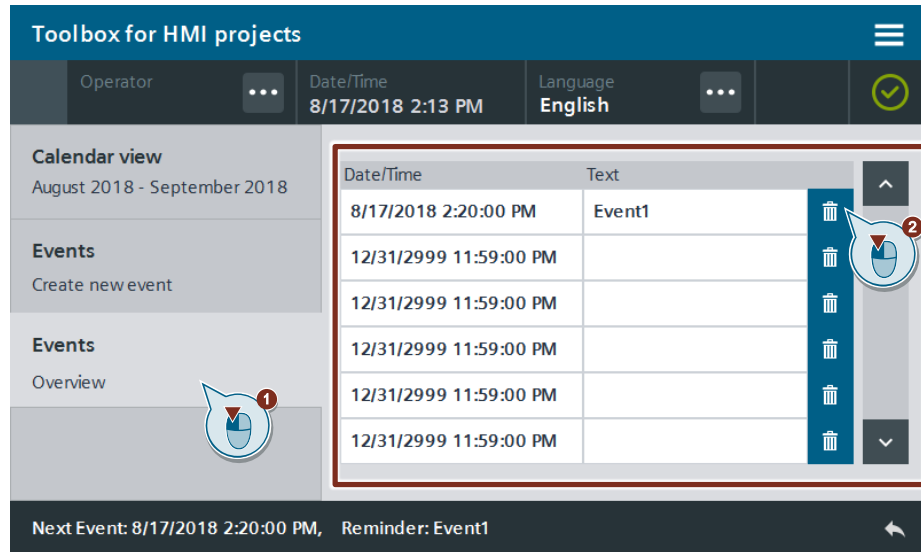 Toolbox for HMI projects
Operator
Date/Time
Language
8/17/2018 2:13 PM
English
Calendar view
August 2018 - September 2018
Events
Create new event
Events
Overview
1
Date/Time Text
8/17/2018 2:20:00 PM Event1
2
12/31/2999 11:59:00 PM
12/31/2999 11:59:00 PM
12/31/2999 11:59:00 PM
12/31/2999 11:59:00 PM
12/31/2999 11:59:00 PM
Next Event: 8/17/2018 2:20:00 PM, Reminder: Event1